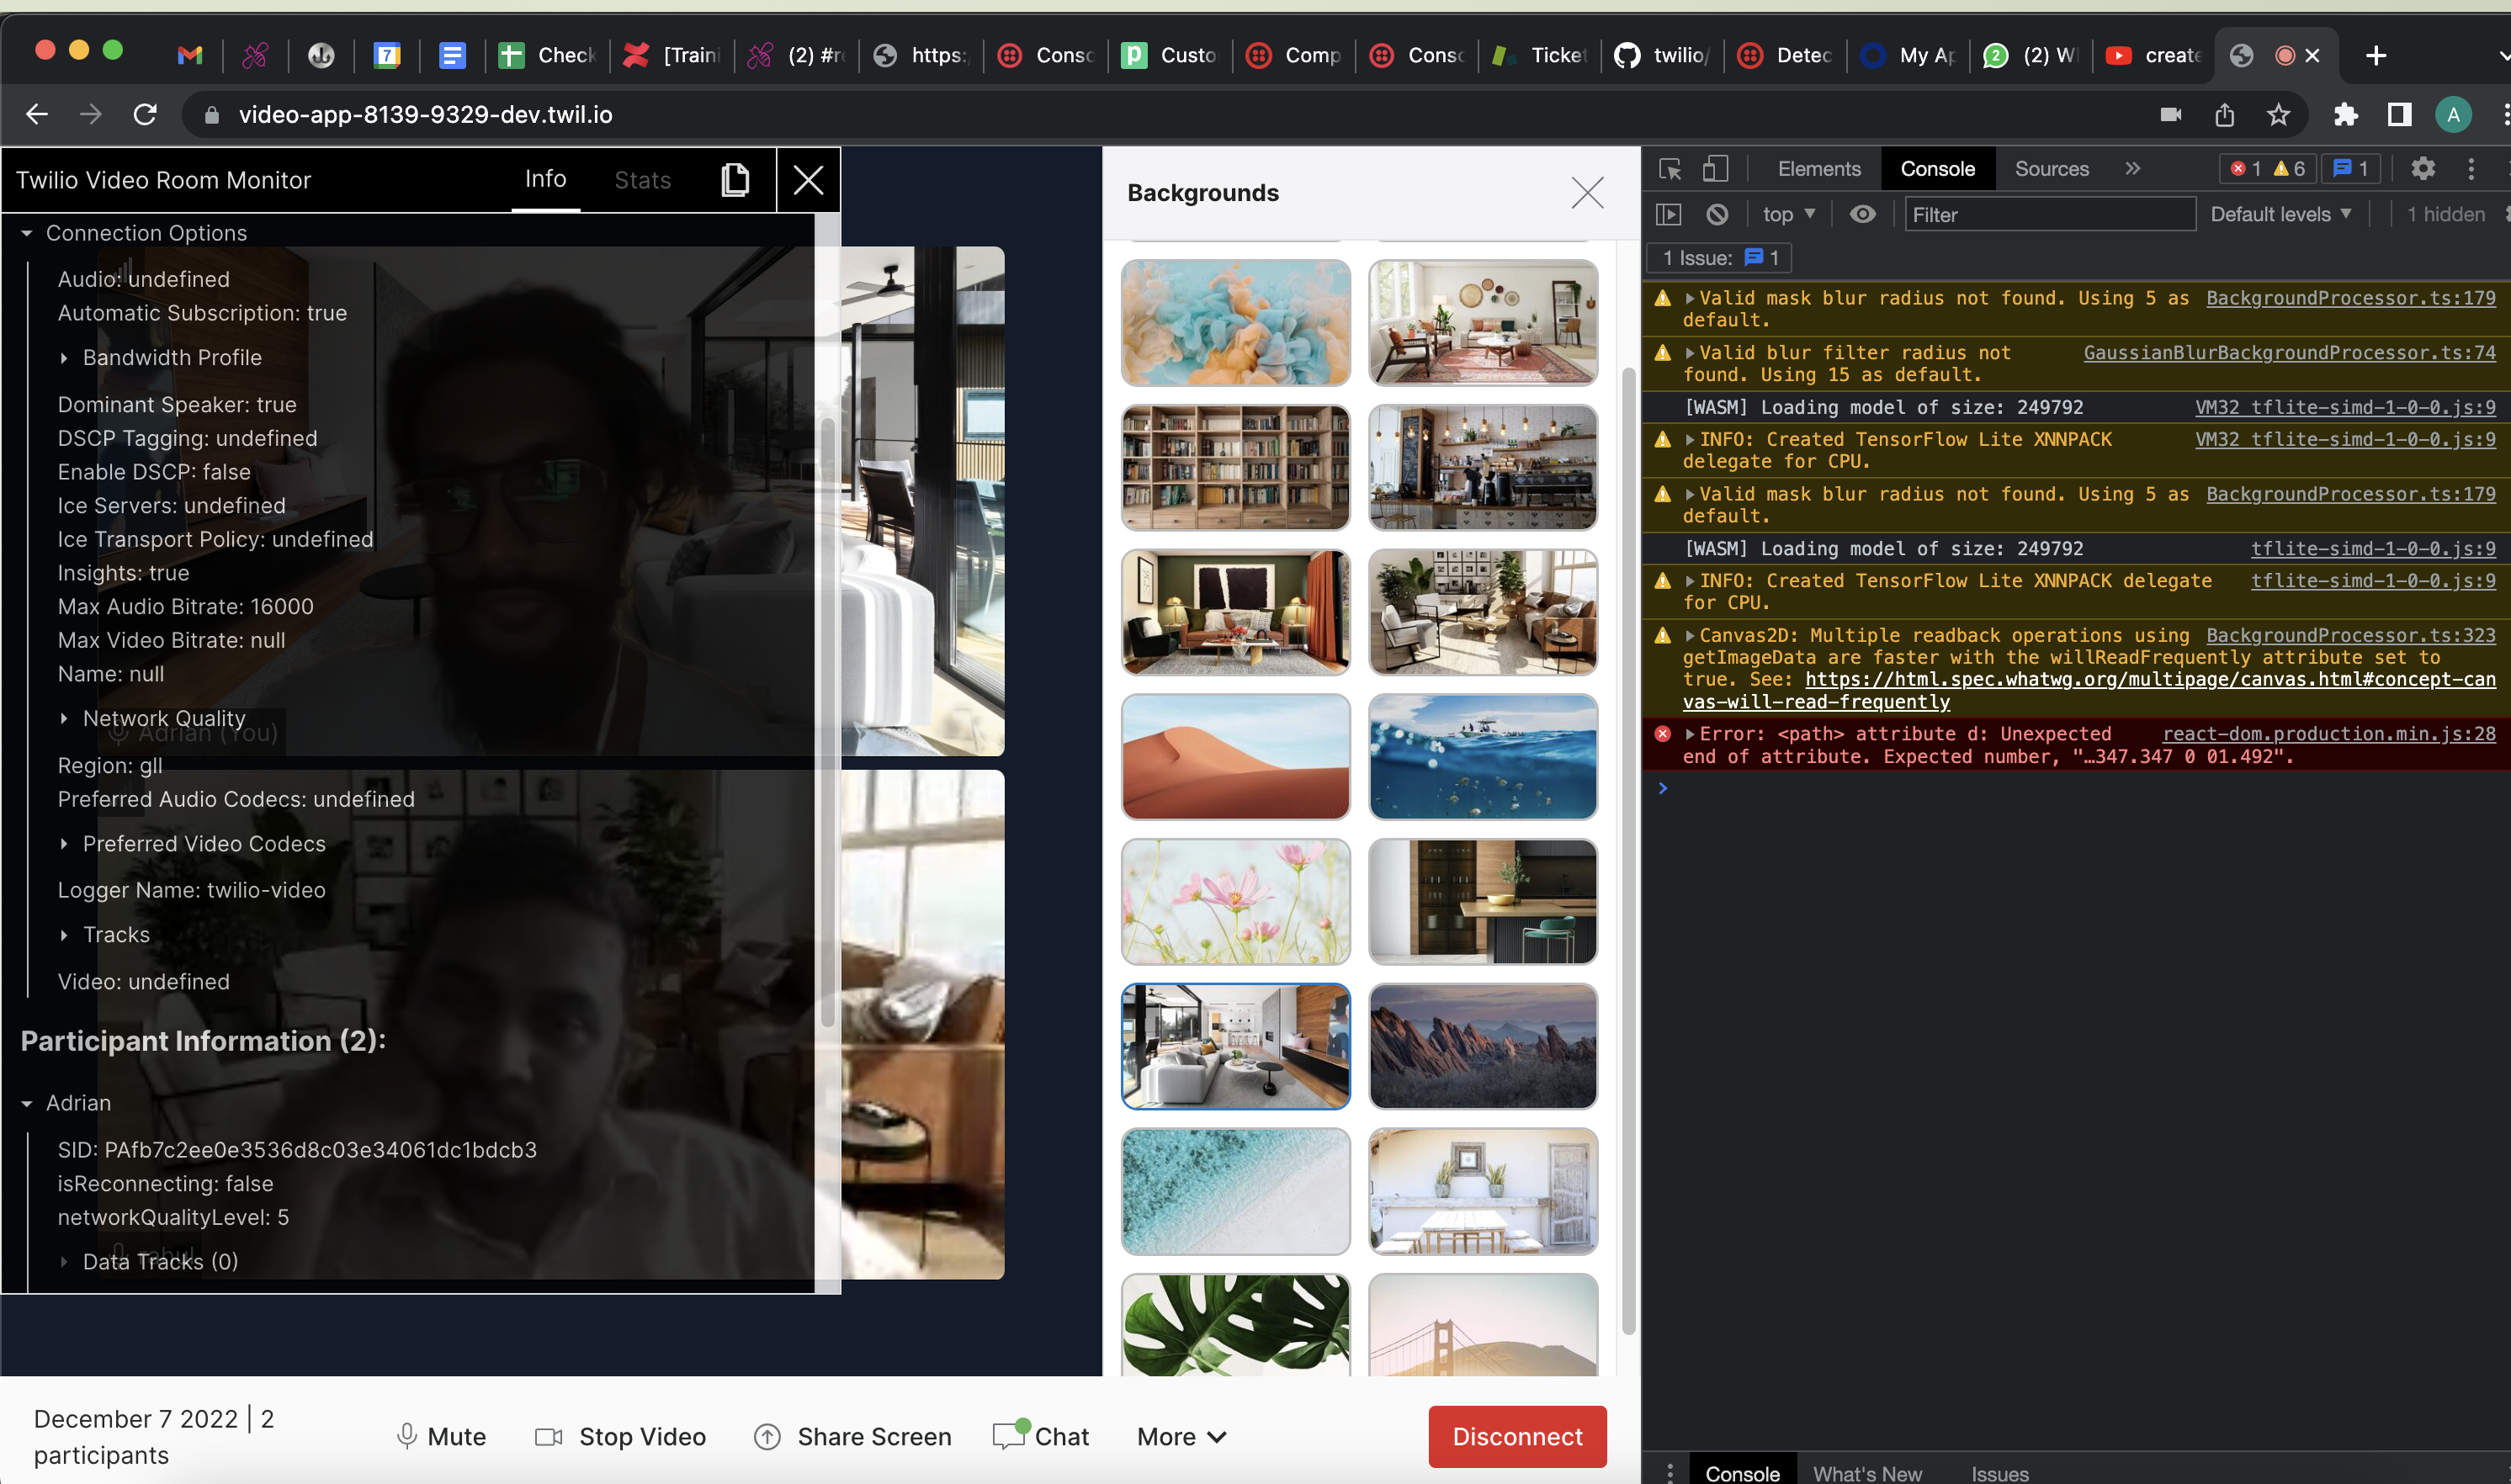 7
Check
[Traini
(2) #r
https:
Conso
Custo
Comp
Conso
Ticket
twilio/
Detec
My Ap
2
(2) W
create
video-app-8139-9329-dev.twil.io
A
Twilio Video Room Monitor
Info
Stats
Connection Options
Audio: undefined
Automatic Subscription: true
Bandwidth Profile
Dominant Speaker: true
DSCP Tagging: undefined
Enable DSCP: false
Ice Servers: undefined
Ice Transport Policy: undefined
Insights: true
Max Audio Bitrate: 16000
Max Video Bitrate: null
Name: null
Network Quality
Adrian (You)
Region: gll
Preferred Audio Codecs: undefined
Preferred Video Codecs
Logger Name: twilio-video
Tracks
Video: undefined
Participant Information (2):
Adrian
SID: PAfb7c2ee0e3536d8c03e34061dc1bdcb3
isReconnecting: false
networkQualityLevel: 5
Data Tracks (0)
Backgrounds
Elements
Console
Sources
1
6
1
top
Filter
Default levels
1 hidden
1 Issue: 1
Valid mask blur radius not found. Using 5 as BackgroundProcessor.ts:179
default.
Valid blur filter radius not GaussianBlurBackgroundProcessor.ts:74
found. Using 15 as default.
[WASM] Loading model of size: 249792 VM32 tflite-simd-1-0-0.js:9
INFO: Created TensorFlow Lite XNNPACK VM32 tflite-simd-1-0-0.js:9
delegate for CPU.
Valid mask blur radius not found. Using 5 as BackgroundProcessor.ts:179
default.
[WASM] Loading model of size: 249792 tflite-simd-1-0-0.js:9
INFO: Created TensorFlow Lite XNNPACK delegate tflite-simd-1-0-0.js:9
for CPU.
Canvas2D: Multiple readback operations using BackgroundProcessor.ts:323
getImageData are faster with the willReadFrequently attribute set to
true. See: https://html.spec.whatwg.org/multipage/canvas.html#concept-can
vas-will-read-frequently
Error: <path> attribute d: Unexpected react-dom.production.min.js:28
end of attribute. Expected number, "…347.347 0 01.492".
December 7 2022 | 2
participants
Mute
Stop Video
Share Screen
Chat
More
Disconnect
Console
What's New
Issues